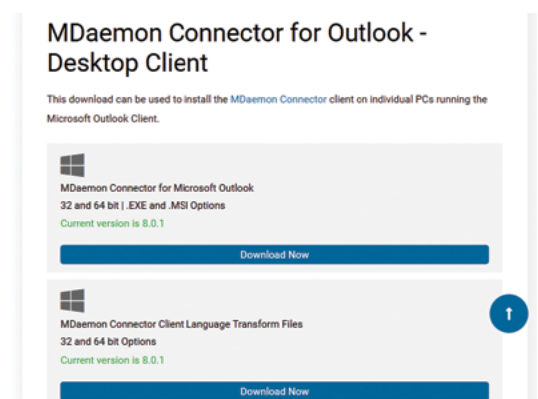 MDaemon Connector for Outlook -
Desktop Client
This download can be used to install the MDaemon Connector client on individual PCs running the
Microsoft Outlook Client.
MDaemon Connector for Microsoft Outlook
32 and 64 bit | .EXE and .MSI Options
Current version is 8.0.1
Download Now
MDaemon Connector Client Language Transform Files
32 and 64 bit Options
Current version is 8.0.1
Download Now